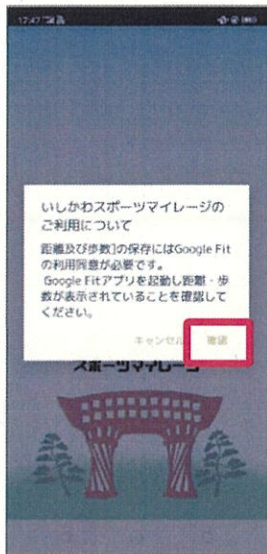 17:47
いしかわスポーツマイレージの
ご利用について
距離及び歩数]の保存にはGoogle Fit
の利用同意が必要です。
Google Fitアプリを起動し距離・歩
数が表示されていることを確認して
ください。
キャンセル 確認
スポーツマイレージ